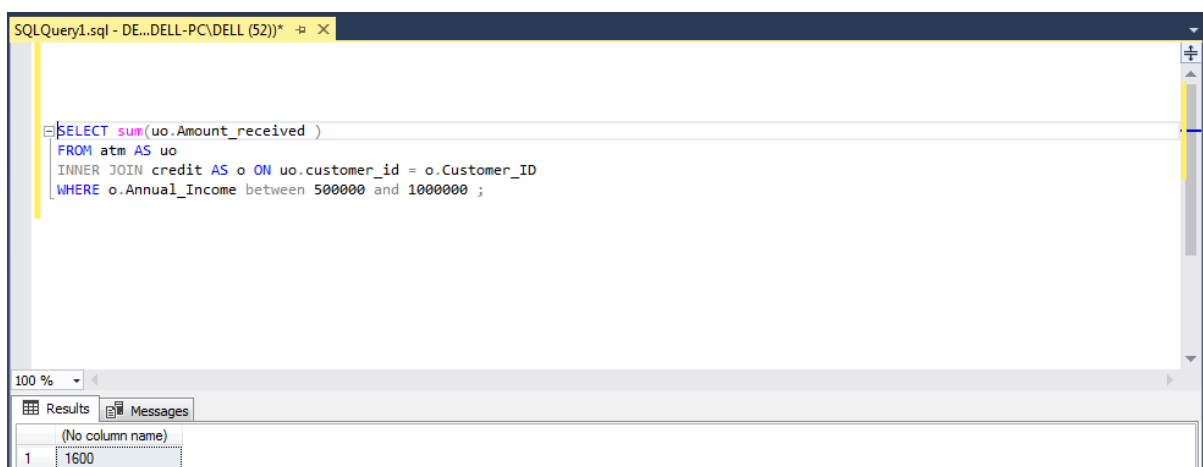 SQLQuery1.sql - DE...DELL-PC\DELL (52))*
SELECT sum(uo.Amount_received )
FROM atm AS uo
INNER JOIN credit AS o ON uo.customer_id = o.Customer_ID
WHERE o.Annual_Income between 500000 and 1000000 ;
100 %
Results Messages
(No column name)
1 1600